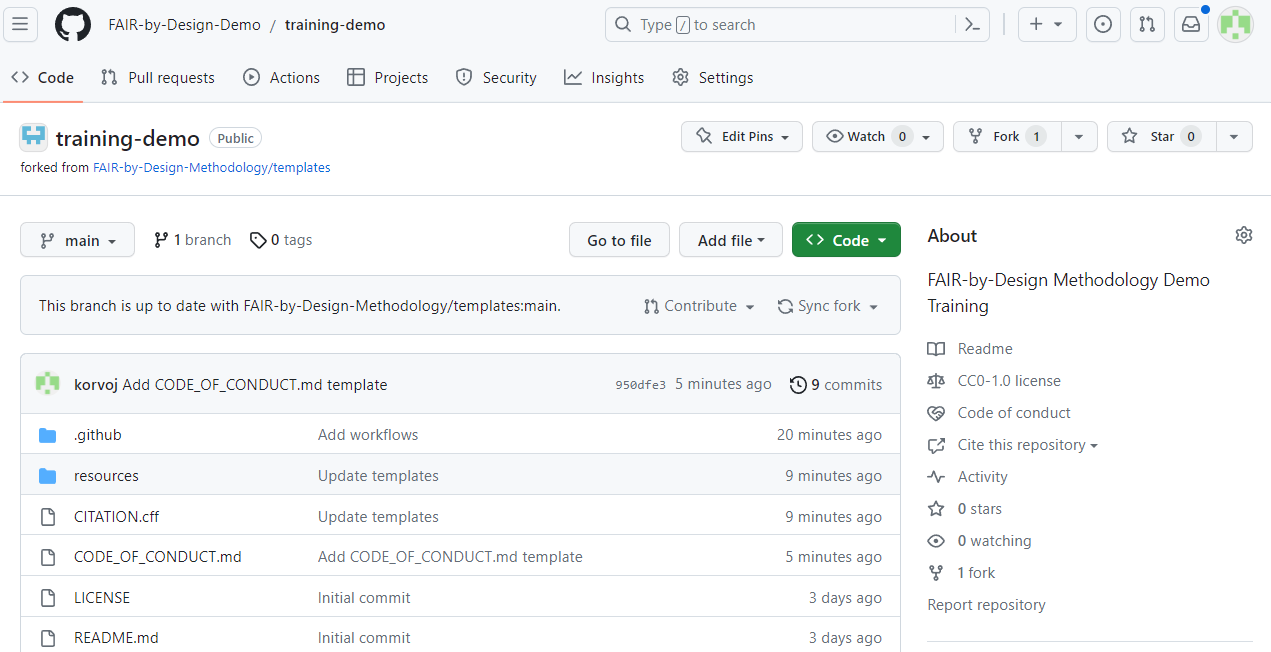 FAIR-by-Design-Demo / training-demo
Type / to search
Code Pull requests Actions Projects Security Insights Settings
training-demo Public
Edit Pins Watch 0 Fork 1 Star 0
forked from FAIR-by-Design-Methodology/templates
main 1 branch 0 tags Go to file Add file Code
This branch is up to date with FAIR-by-Design-Methodology/templates:main. Contribute Sync fork
korvoj Add CODE_OF_CONDUCT.md template 950dfe3 5 minutes ago 9 commits
.github Add workflows 20 minutes ago
resources Update templates 9 minutes ago
CITATION.cff Update templates 9 minutes ago
CODE_OF_CONDUCT.md Add CODE_OF_CONDUCT.md template 5 minutes ago
LICENSE Initial commit 3 days ago
README.md Initial commit 3 days ago
About
FAIR-by-Design Methodology Demo
Training
Readme
CC0-1.0 license
Code of conduct
Cite this repository
Activity
0 stars
0 watching
1 fork
Report repository